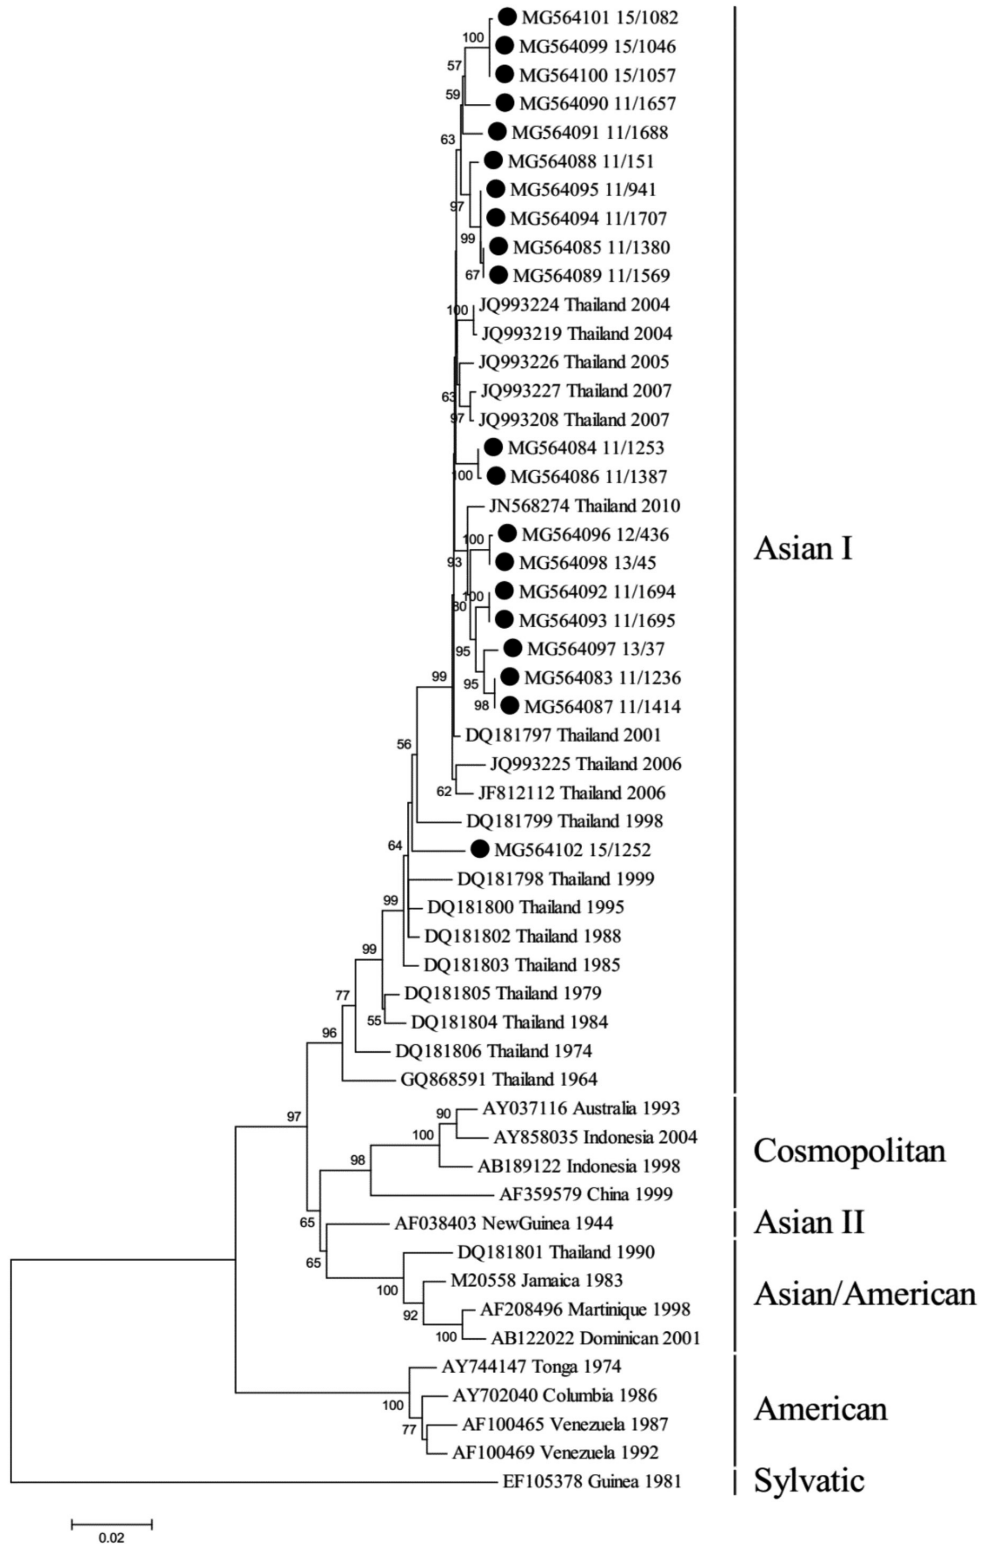 MG564101 15/1082
100
MG564099 15/1046
57
MG564100 15/1057
59
MG564090 11/1657
MG564091 11/1688
63
MG564088 11/151
MG564095 11/941
97
MG564094 11/1707
99
MG564085 11/1380
67
MG564089 11/1569
JQ993224 Thailand 2004
100
JQ993219 Thailand 2004
JQ993226 Thailand 2005
JQ993227 Thailand 2007
63
97
JQ993208 Thailand 2007
MG564084 11/1253
100
MG564086 11/1387
JN568274 Thailand 2010
MG564096 12/436
100
Asian I
93
MG564098 13/45
MG564092 11/1694
100
80
MG564093 11/1695
MG564097 13/37
95
99
MG564083 11/1236
95
98
MG564087 11/1414
DQ181797 Thailand 2001
56
JQ993225 Thailand 2006
62
JF812112 Thailand 2006
DQ181799 Thailand 1998
64
MG564102 15/1252
DQ181798 Thailand 1999
99
DQ181800 Thailand 1995
DQ181802 Thailand 1988
99
DQ181803 Thailand 1985
77
DQ181805 Thailand 1979
55
DQ181804 Thailand 1984
96
DQ181806 Thailand 1974
GQ868591 Thailand 1964
97
AY037116 Australia 1993
90
100
AY858035 Indonesia 2004
Cosmopolitan
98
AB189122 Indonesia 1998
AF359579 China 1999
65
AF038403 NewGuinea 1944
Asian II
65
DQ181801 Thailand 1990
100
M20558 Jamaica 1983
Asian/American
92
AF208496 Martinique 1998
100
AB122022 Dominican 2001
AY744147 Tonga 1974
100
AY702040 Columbia 1986
American
77
AF100465 Venezuela 1987
AF100469 Venezuela 1992
EF105378 Guinea 1981
Sylvatic
0.02